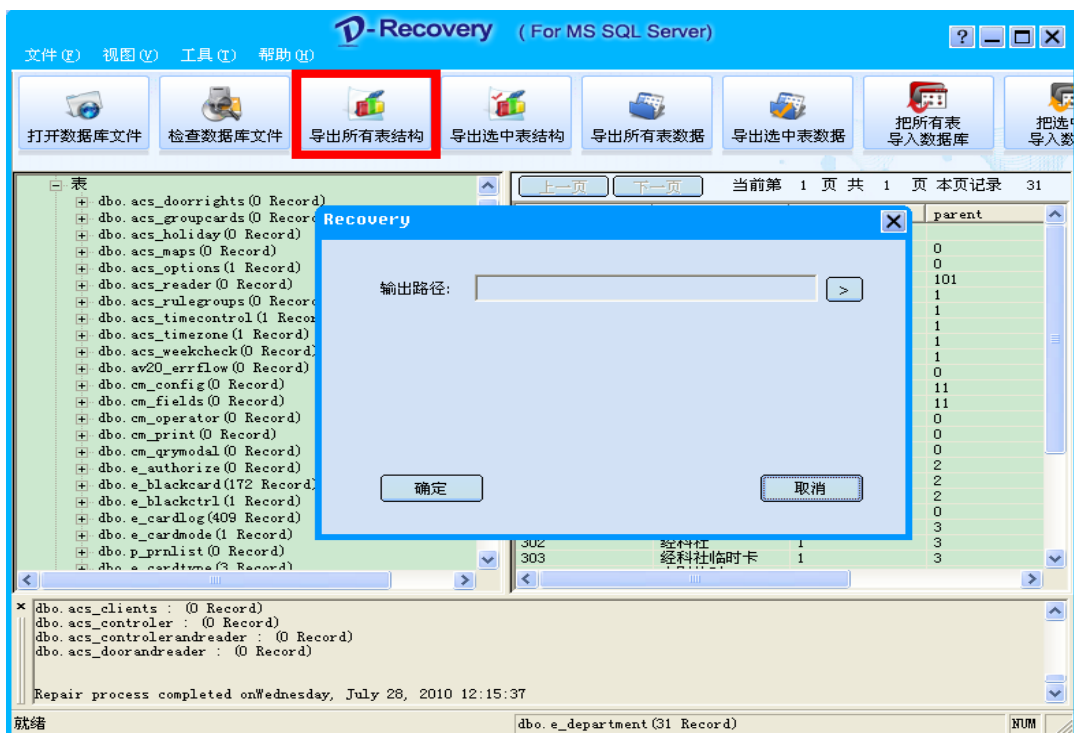 D-Recovery (For MS SQL Server)
文件(F) 视图(V) 工具(T) 帮助(H)
打开数据库文件
检查数据库文件
导出所有表结构
导出选中表结构
导出所有表数据
导出选中表数据
把所有表
导入数据库
把选
导入数
表
dbo.acs_doorrights(0 Record)
dbo.acs_groupcards(0 Record
dbo.acs_holiday(0 Record)
dbo.acs_maps(0 Record)
dbo.acs_options(1 Record)
dbo.acs_reader(0 Record)
dbo.acs_rulegroups(0 Record
dbo.acs_timecontrol(1 Recor
dbo.acs_timezone(1 Record)
dbo.acs_weekcheck(0 Record)
dbo.av20_errflow(0 Record)
dbo.cm_config(0 Record)
dbo.cm_fields(0 Record)
dbo.cm_operator(0 Record)
dbo.cm_print(0 Record)
dbo.cm_qrymodal(0 Record)
dbo.e_authorize(0 Record)
dbo.e_blackcard(172 Record)
dbo.e_blackctrl(1 Record)
dbo.e_cardlog(409 Record)
dbo.e_cardmode(1 Record)
dbo.p_prnlist(0 Record)
dbo.e_cardtype(3 Record)
上一页 下一页 当前第 1 页 共 1 页 本页记录 31
parent
0
0
101
1
1
1
1
1
0
11
11
0
0
0
2
2
2
0
3
302 经科社 1 3
303 经科社临时卡 1 3
Recovery
输出路径:
>
确定
取消
dbo.acs_clients : (0 Record)
dbo.acs_controler : (0 Record)
dbo.acs_controlerandreader : (0 Record)
dbo.acs_doorandreader : (0 Record)
Repair process completed onWednesday, July 28, 2010 12:15:37
就绪
dbo.e_department(31 Record)
NUM